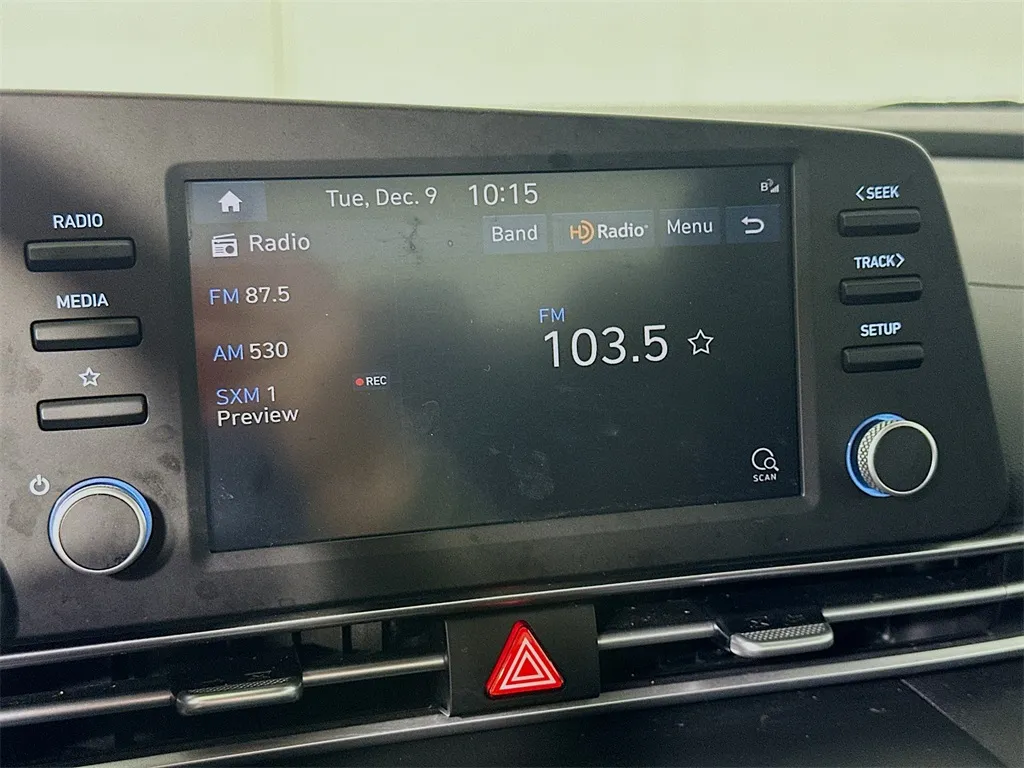 RADIO
MEDIA
Tue, Dec. 9 10:15
B
Radio
Band HD Radio Menu
FM 87.5
AM 530
SXM 1
Preview
REC
FM
103.5
SCAN
<SEEK
TRACK>
SETUP